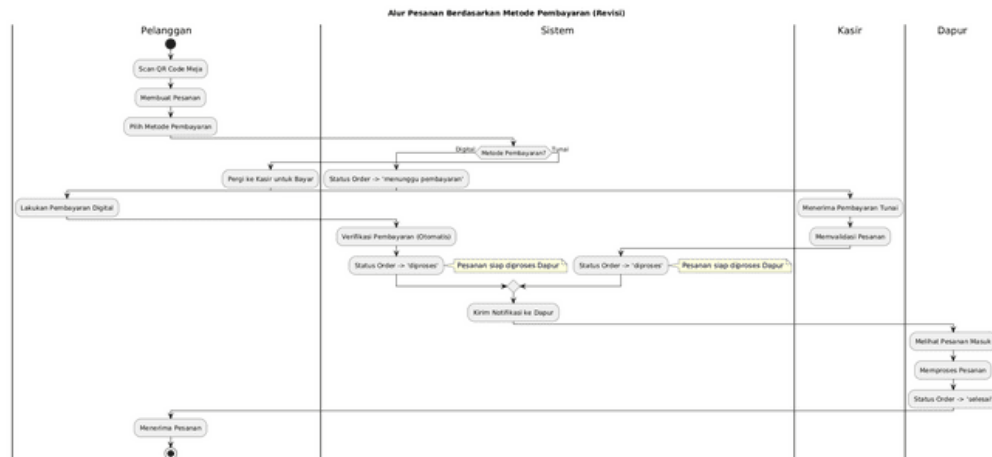 Alur Pesanan Berdasarkan Metode Pembayaran (Revisi)
Pelanggan
Sistem
Kasir
Dapur
Scan QR Code Meja
Membuat Pesanan
Pilih Metode Pembayaran
Digital
Metode Pembayaran?
Tunai
Pergi ke Kasir untuk Bayar
Status Order -> 'menunggu pembayaran'
Lakukan Pembayaran Digital
Menerima Pembayaran Tunai
Verifikasi Pembayaran (Otomatis)
Memvalidasi Pesanan
Status Order -> 'diproses'
Pesanan siap diproses Dapur
Status Order -> 'diproses'
Pesanan siap diproses Dapur
Kirim Notifikasi ke Dapur
Melihat Pesanan Masuk
Memproses Pesanan
Status Order -> 'selesai'
Menerima Pesanan